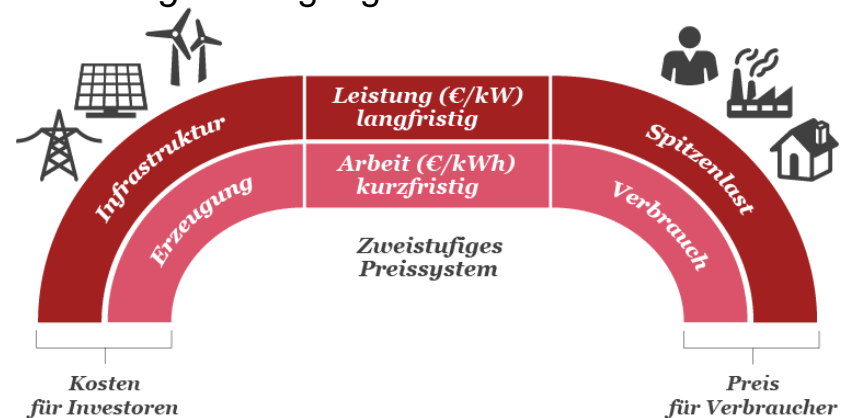 Leistung (€/kW)
langfristig
Infrastruktur
Spitzenlast
Arbeit (€/kWh)
kurzfristig
Erzeugung
Verbrauch
Zweistufiges
Preissystem
Kosten
für Investoren
Preis
für Verbraucher